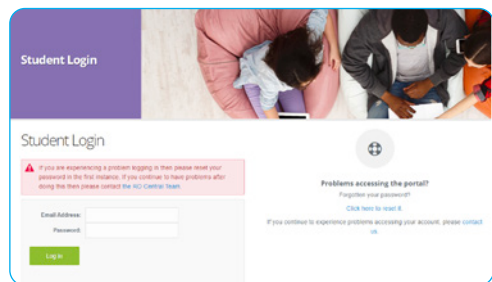 Student Login
Student Login
If you are experiencing a problem logging in then please reset your
password in the first instance. If you continue to have problems after
doing this then please contact the XO Central Team.
Email Address:
Password:
Log in
Problems accessing the portal?
Forgotten your password?
Click here to reset it.
If you continue to experience problems accessing your account, please contact
us